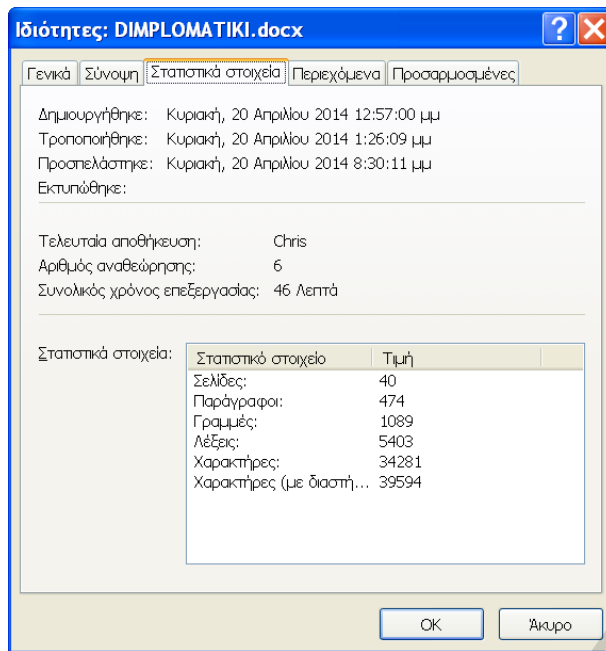 Ιδιότητες: DIMPLOMATIKI.docx
Γενικά Σύνοψη Στατιστικά στοιχεία Περιεχόμενα Προσαρμοσμένες
Δημιουργήθηκε: Κυριακή, 20 Απριλίου 2014 12:57:00 μμ
Τροποποιήθηκε: Κυριακή, 20 Απριλίου 2014 1:26:09 μμ
Προσπελάστηκε: Κυριακή, 20 Απριλίου 2014 8:30:11 μμ
Εκτυπώθηκε:
Τελευταία αποθήκευση: Chris
Αριθμός αναθεώρησης: 6
Συνολικός χρόνος επεξεργασίας: 46 Λεπτά
Στατιστικά στοιχεία: Στατιστικό στοιχείο Τιμή
Σελίδες: 40
Παράγραφοι: 474
Γραμμές: 1089
Λέξεις: 5403
Χαρακτήρες: 34281
Χαρακτήρες (με διαστή... 39594
OK Άκυρο